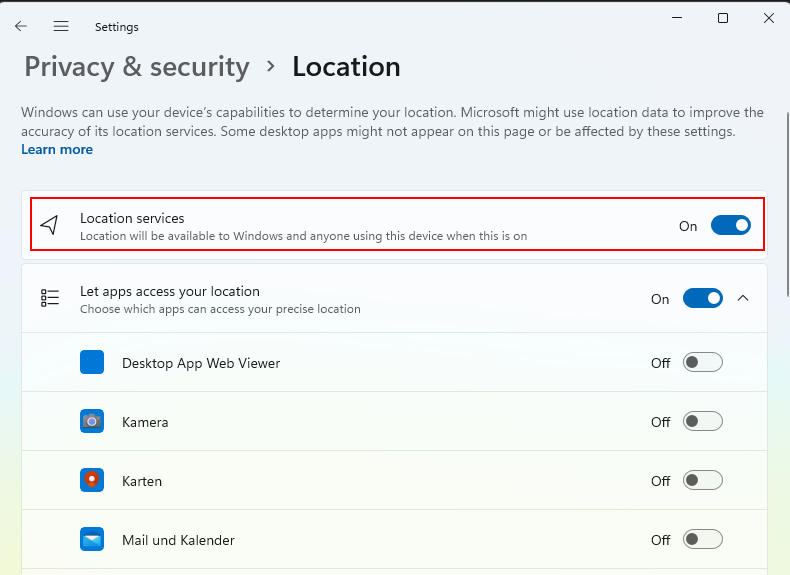 Settings
Privacy & security › Location
Windows can use your device's capabilities to determine your location. Microsoft might use location data to improve the
accuracy of its location services. Some desktop apps might not appear on this page or be affected by these settings.
Learn more
Location services
Location will be available to Windows and anyone using this device when this is on
On
Let apps access your location
Choose which apps can access your precise location
On
Desktop App Web Viewer
Off
Kamera
Off
Karten
Off
Mail und Kalender
Off